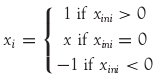 x_i = { 1 if x_{ini} > 0
x if x_{ini} = 0
−1 if x_{ini} < 0